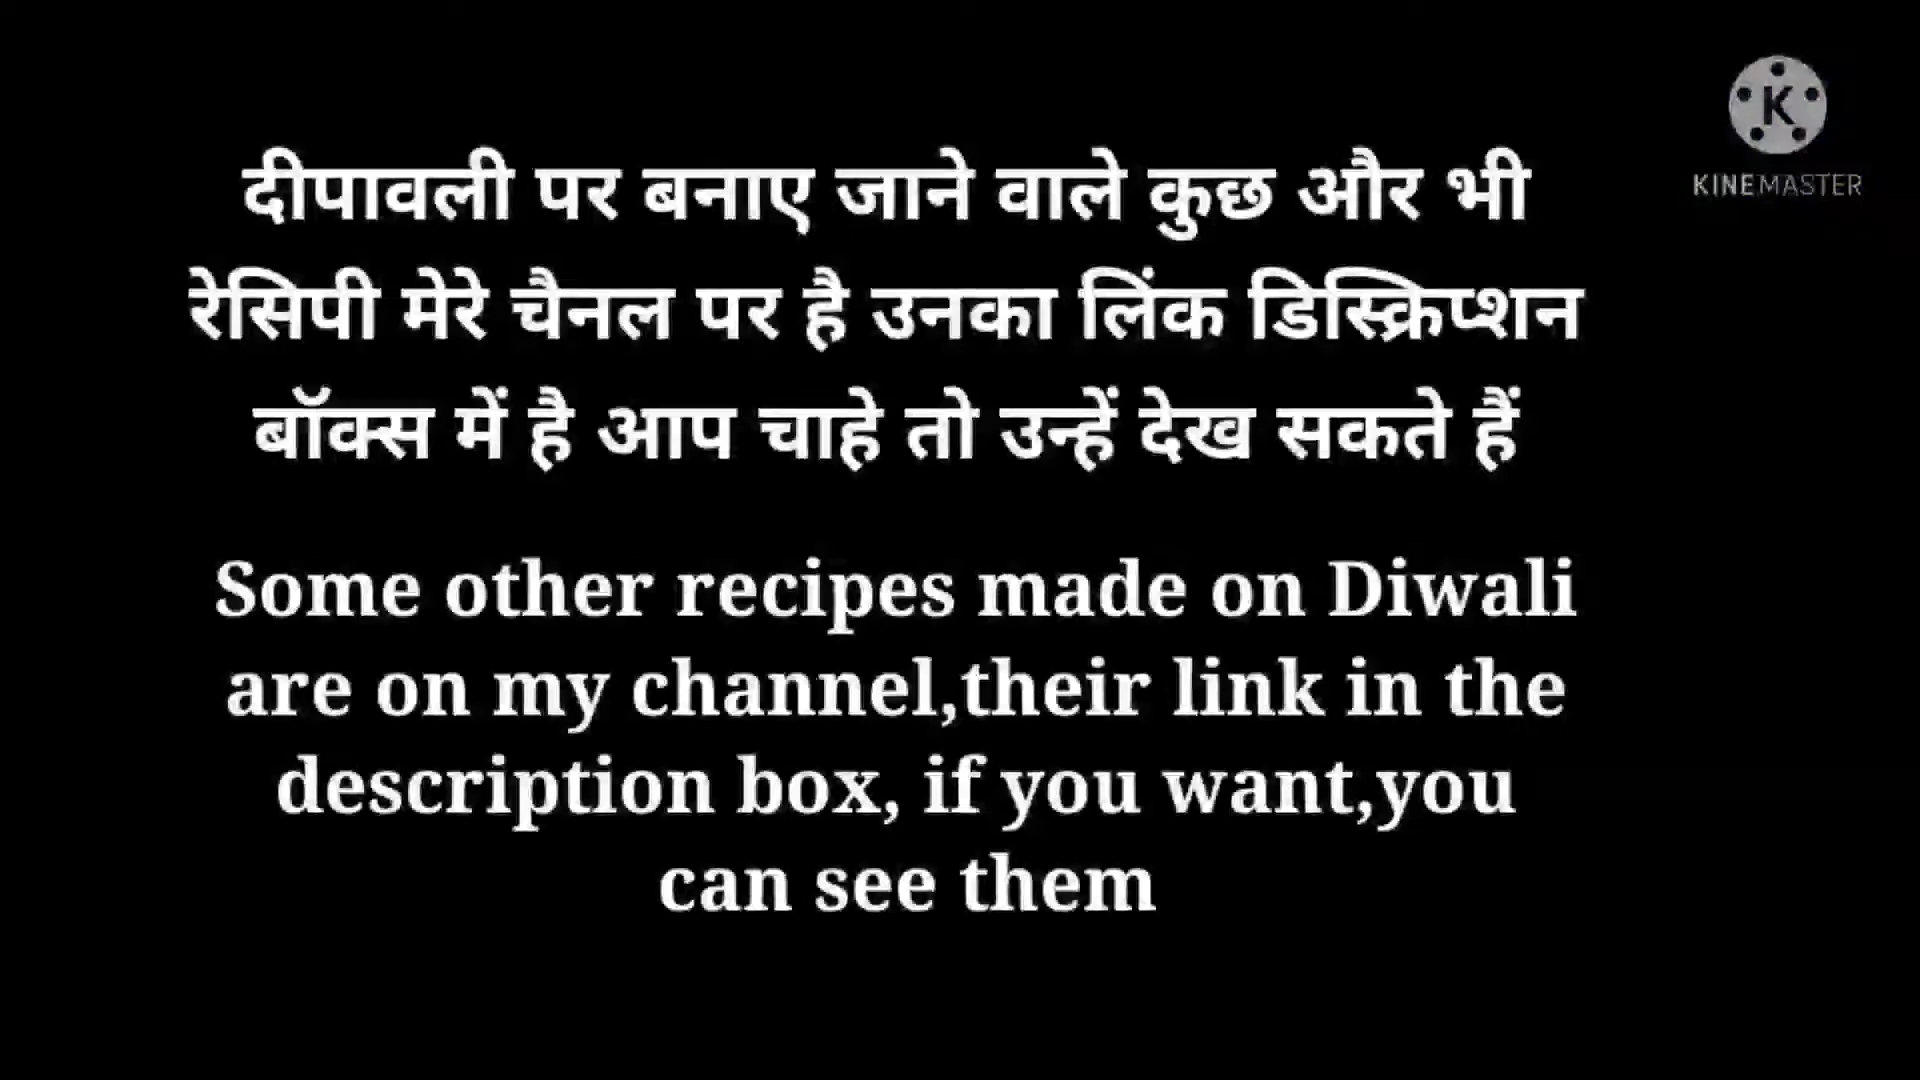 KINEMASTER
दीपावली पर बनाए जाने वाले कुछ और भी
रेसिपी मेरे चैनल पर है उनका लिंक डिस्क्रिप्शन
बॉक्स में है आप चाहे तो उन्हें देख सकते हैं
Some other recipes made on Diwali
are on my channel,their link in the
description box, if you want,you
can see them